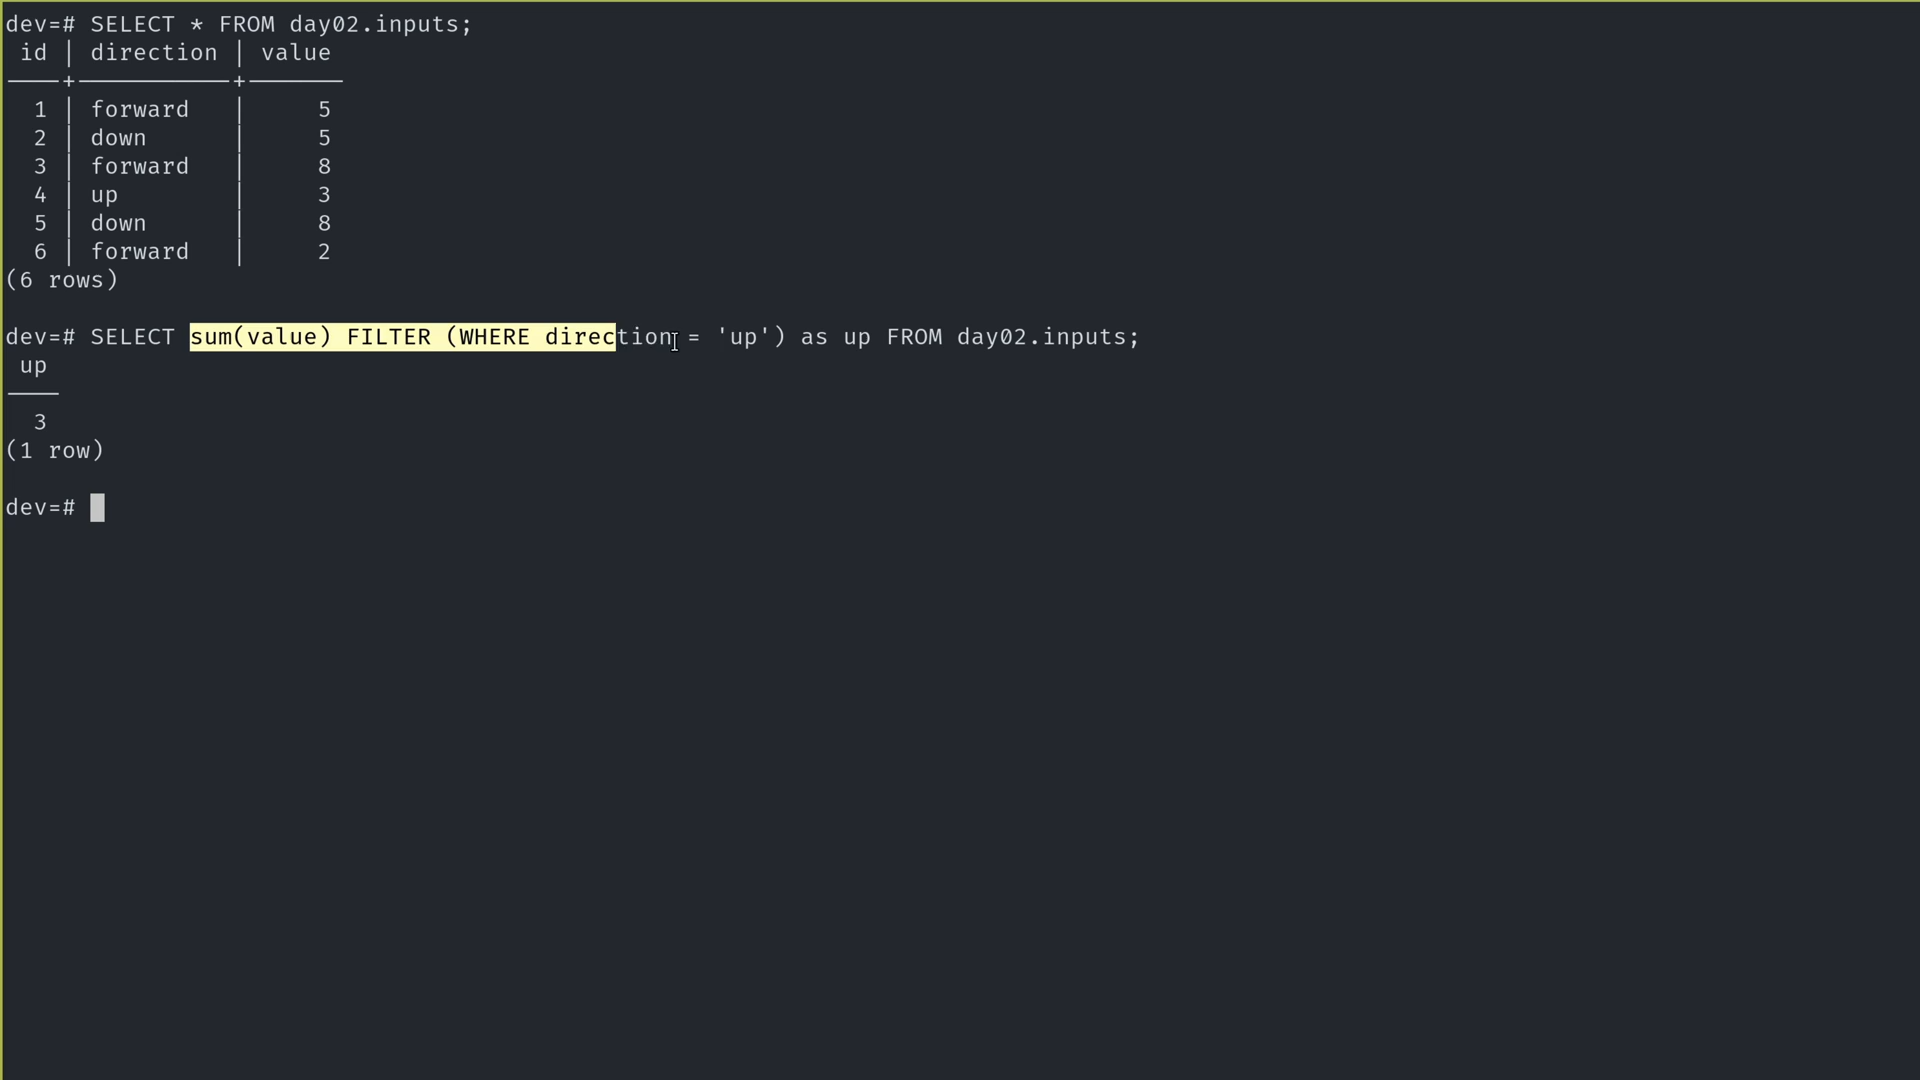 dev=# SELECT * FROM day02.inputs;
 id | direction | value
----+-----------+-------
  1 | forward   |     5
  2 | down      |     5
  3 | forward   |     8
  4 | up        |     3
  5 | down      |     8
  6 | forward   |     2
(6 rows)
dev=# SELECT sum(value) FILTER (WHERE direction = 'up') as up FROM day02.inputs;
 up
----
  3
(1 row)
dev=#